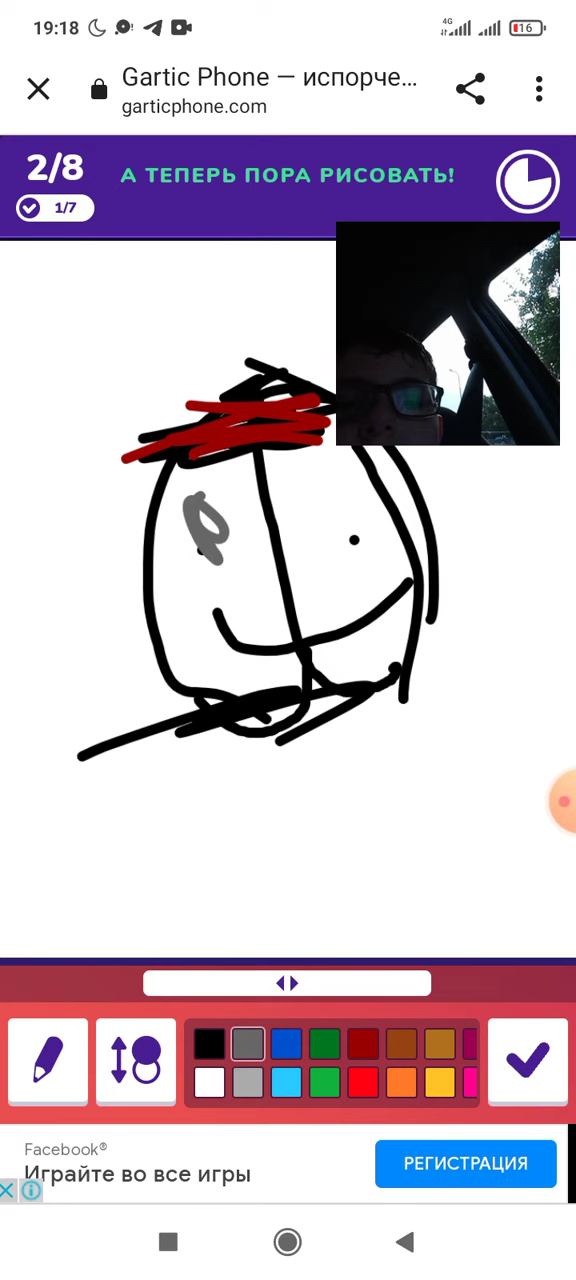 19:18
4G
16
Gartic Phone — испорче...
garticphone.com
2/8
А ТЕПЕРЬ ПОРА РИСОВАТЬ!
1/7
Facebook®
Играйте во все игры
РЕГИСТРАЦИЯ